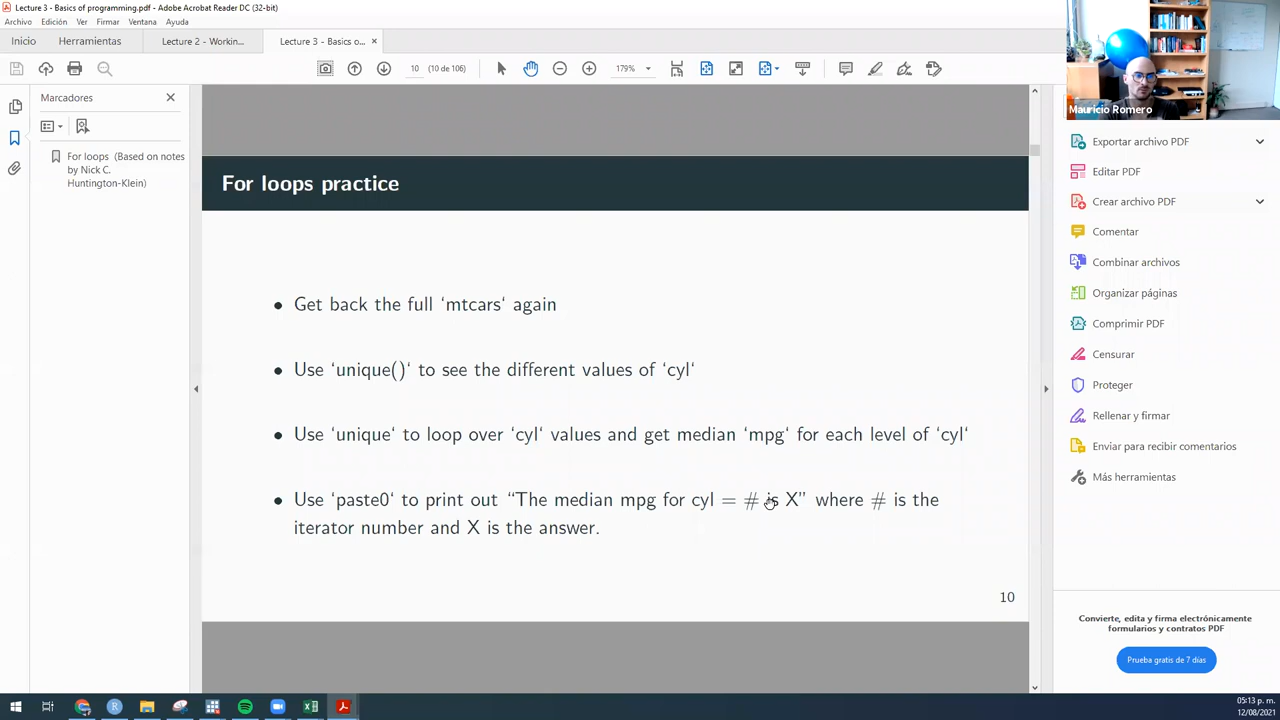 Lecture 3 - Basics of programming.pdf - Adobe Acrobat Reader DC (32-bit)
Archivo Edición Ver Firmar Ventana Ayuda
Inicio Herramientas Lecture 2 - Workin... Lecture 3 - Basics o... ×
10 (10 de 106) 179%
Mauricio Romero
Marcadores
For loops (Based on notes
by Nick C.
Huntington-Klein)
For loops practice
• Get back the full ‘mtcars‘ again
• Use ‘unique()‘ to see the different values of ‘cyl‘
• Use ‘unique‘ to loop over ‘cyl‘ values and get median ‘mpg‘ for each level of ‘cyl‘
• Use ‘paste0‘ to print out “The median mpg for cyl = # is X” where # is the
iterator number and X is the answer.
10
Exportar archivo PDF
Editar PDF
Crear archivo PDF
Comentar
Combinar archivos
Organizar páginas
Comprimir PDF
Censurar
Proteger
Rellenar y firmar
Enviar para recibir comentarios
Más herramientas
Convierte, edita y firma electrónicamente
formularios y contratos PDF
Prueba gratis de 7 días
05:13 p. m.
12/08/2021